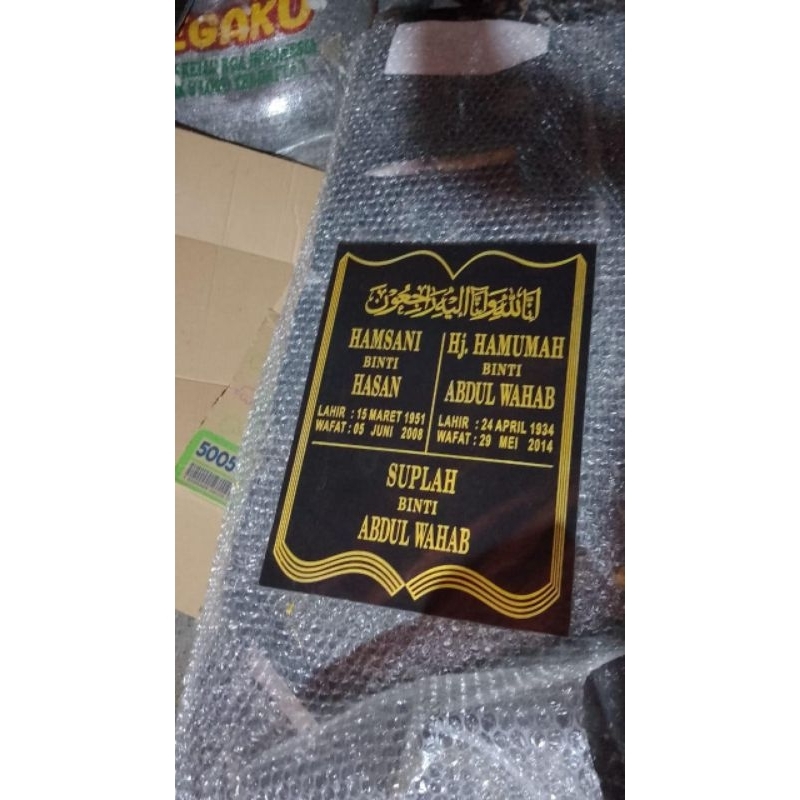 EGAKU
إنا لله وإنا إليه راجعون
HAMSANI
BINTI
HASAN
LAHIR : 15 MARET 1951
WAFAT : 05 JUNI 2008
Hj. HAMUMAH
BINTI
ABDUL WAHAB
LAHIR : 24 APRIL 1934
WAFAT : 29 MEI 2014
SUPLAH
BINTI
ABDUL WAHAB
5005